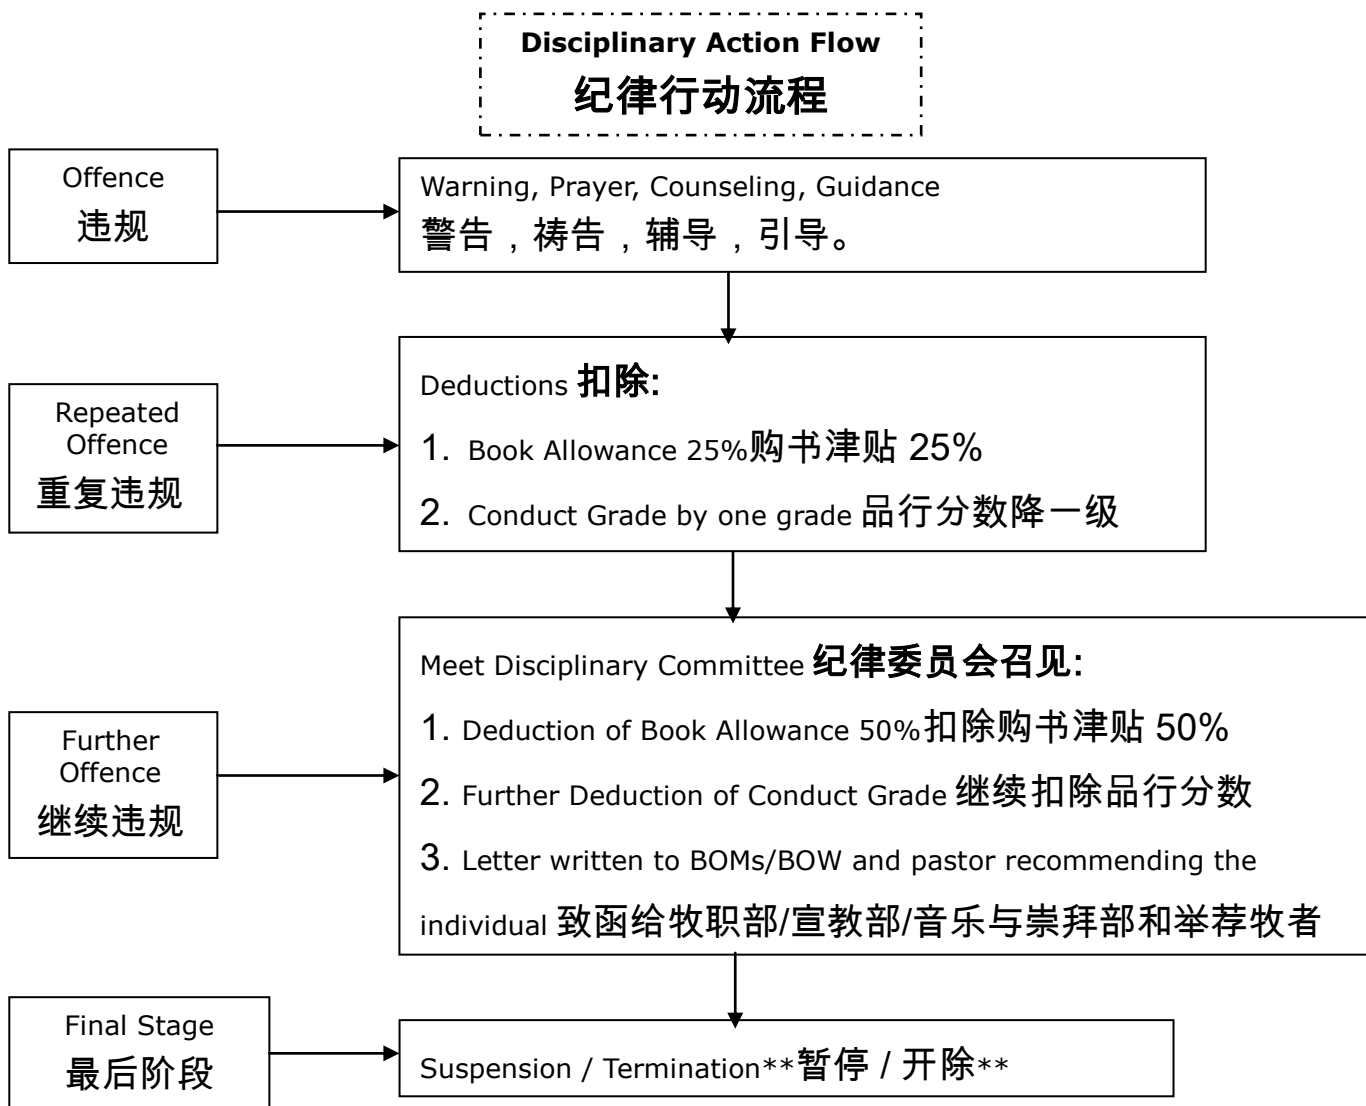 Disciplinary Action Flow
纪律行动流程
Offence
违规
Warning, Prayer, Counseling, Guidance
警告，祷告，辅导，引导。
Repeated
Offence
重复违规
Deductions 扣除:
1. Book Allowance 25%购书津贴 25%
2. Conduct Grade by one grade 品行分数降一级
Further
Offence
继续违规
Meet Disciplinary Committee 纪律委员会召见:
1. Deduction of Book Allowance 50%扣除购书津贴 50%
2. Further Deduction of Conduct Grade 继续扣除品行分数
3. Letter written to BOMs/BOW and pastor recommending the
individual 致函给牧职部/宣教部/音乐与崇拜部和举荐牧者
Final Stage
最后阶段
Suspension / Termination**暂停 / 开除**